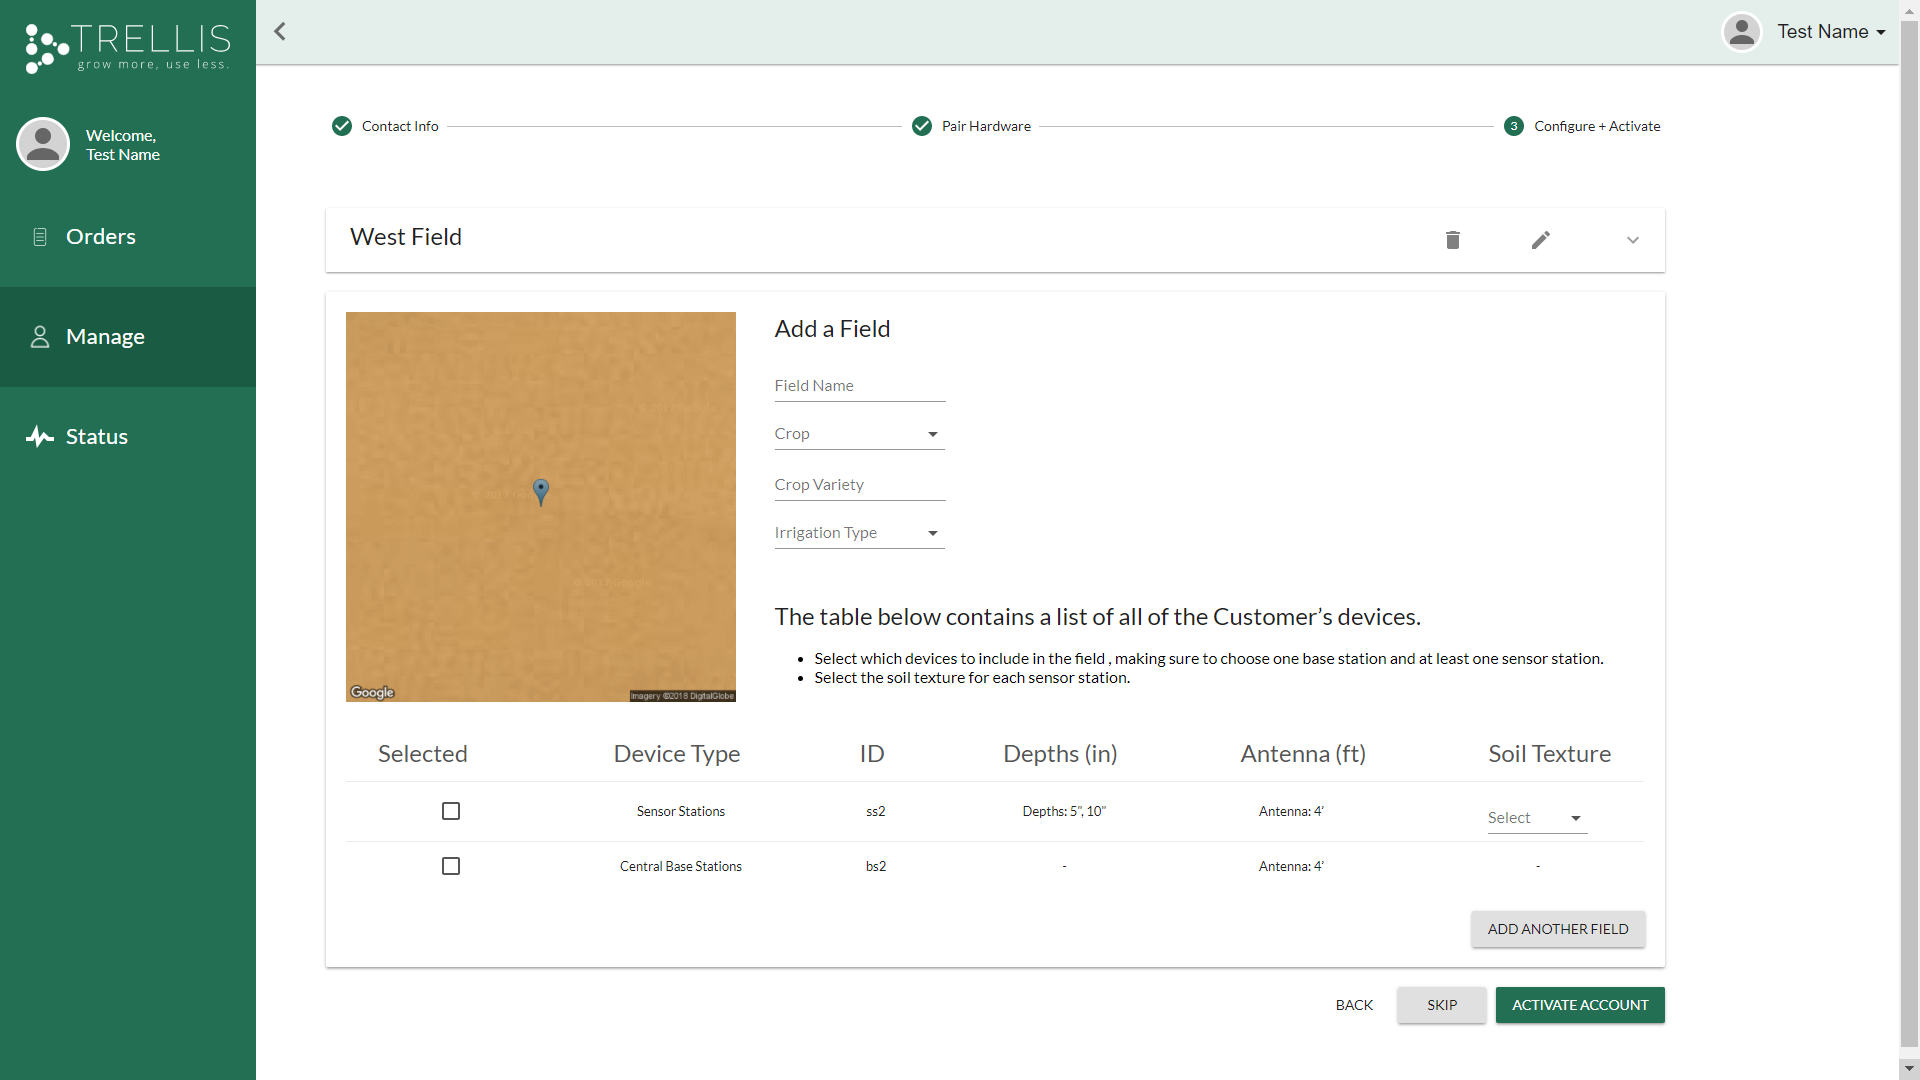 TRELLIS
grow more, use less.
Test Name
Welcome,
Test Name
Orders
Manage
Status
Contact Info
Pair Hardware
3
Configure + Activate
West Field
Google
Imagery ©2018 DigitalGlobe
Add a Field
Field Name
Crop
Crop Variety
Irrigation Type
The table below contains a list of all of the Customer’s devices.
Select which devices to include in the field , making sure to choose one base station and at least one sensor station.
Select the soil texture for each sensor station.
Selected Device Type ID Depths (in) Antenna (ft) Soil Texture
Sensor Stations ss2 Depths: 5", 10" Antenna: 4’ Select
Central Base Stations bs2 - Antenna: 4’ -
ADD ANOTHER FIELD
BACK SKIP ACTIVATE ACCOUNT